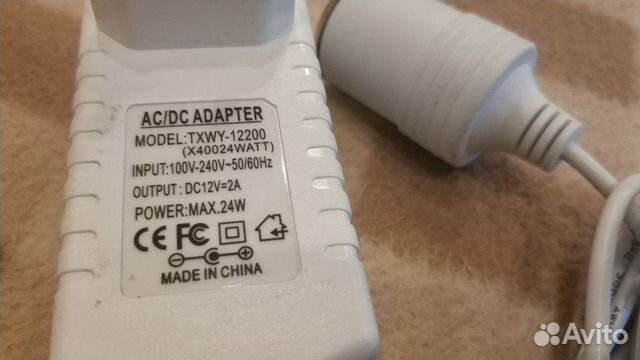 AC/DC ADAPTER
MODEL:TXWY-12200
(X40024WATT)
INPUT:100V-240V~50/60Hz
OUTPUT:DC12V=2A
POWER:MAX.24W
CE FC
MADE IN CHINA
Avito